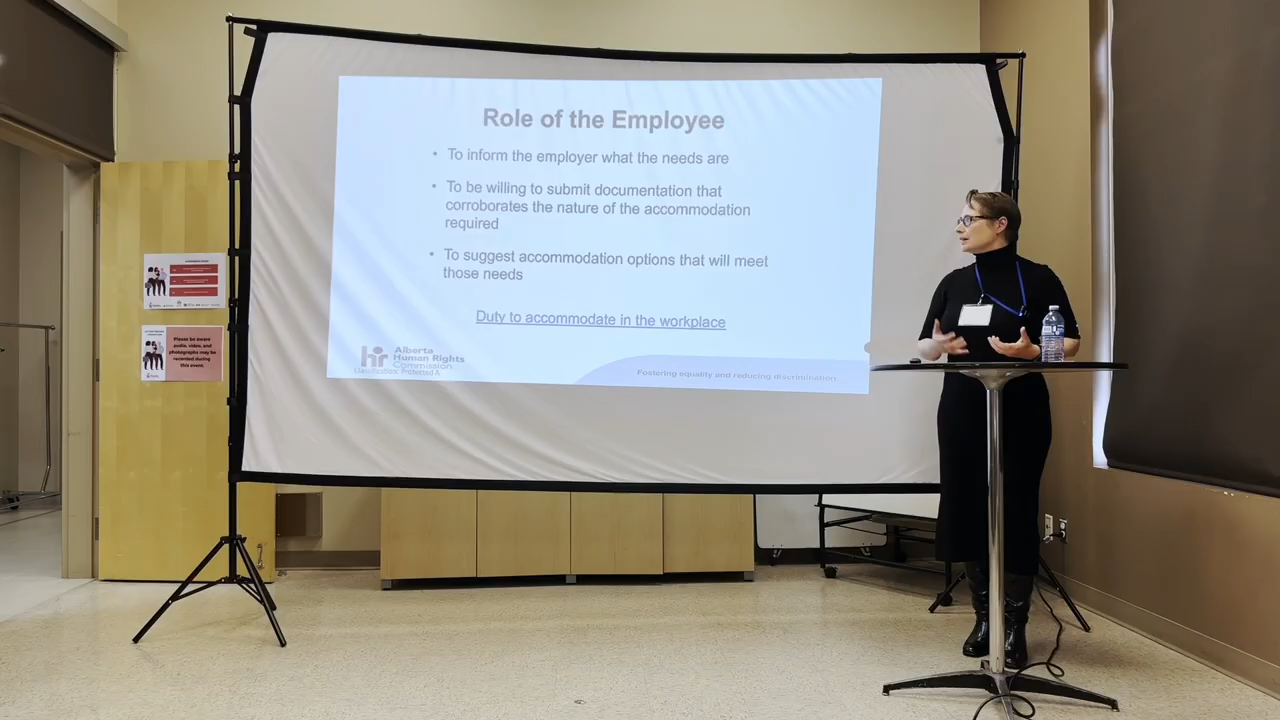 Role of the Employee
• To inform the employer what the needs are
• To be willing to submit documentation that
corroborates the nature of the accommodation
required
• To suggest accommodation options that will meet
those needs
Duty to accommodate in the workplace
hr Alberta
Human Rights
Commission
Classification: Protected A
Fostering equality and reducing discrimination
Please be aware
audio, video, and
photographs may be
recorded during
this event.